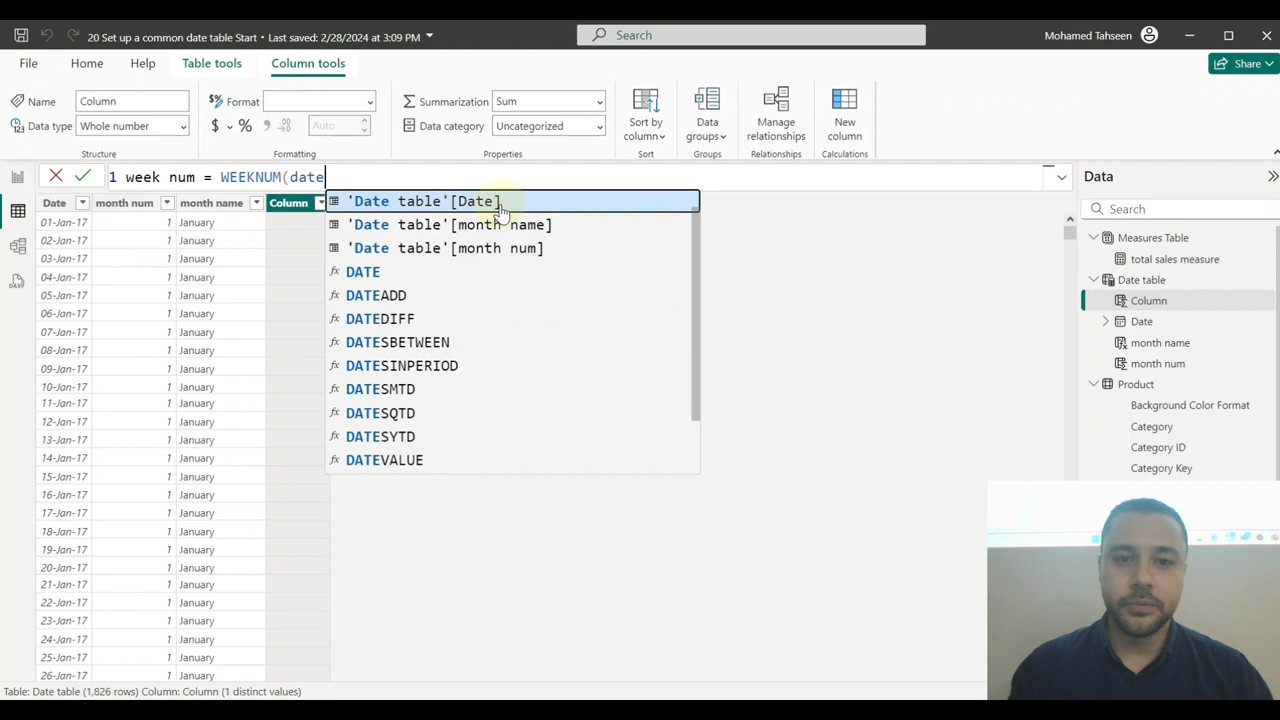 20 Set up a common date table Start • Last saved: 2/28/2024 at 3:09 PM
Search
Mohamed Tahseen
File
Home
Help
Table tools
Column tools
Share
Name
Column
Data type
Whole number
Structure
Format
$
%
Auto
Formatting
Summarization
Sum
Data category
Uncategorized
Properties
Sort by
column
Sort
Data
groups
Groups
Manage
relationships
Relationships
New
column
Calculations
1 week num = WEEKNUM(date
'Date table'[Date]
'Date table'[month name]
'Date table'[month num]
fx DATE
fx DATEADD
fx DATEDIFF
fx DATESBETWEEN
fx DATESINPERIOD
fx DATESMTD
fx DATESQTD
fx DATESYTD
fx DATEVALUE
Date month num month name Column
01-Jan-17 1 January
02-Jan-17 1 January
03-Jan-17 1 January
04-Jan-17 1 January
05-Jan-17 1 January
06-Jan-17 1 January
07-Jan-17 1 January
08-Jan-17 1 January
09-Jan-17 1 January
10-Jan-17 1 January
11-Jan-17 1 January
12-Jan-17 1 January
13-Jan-17 1 January
14-Jan-17 1 January
15-Jan-17 1 January
16-Jan-17 1 January
17-Jan-17 1 January
18-Jan-17 1 January
19-Jan-17 1 January
20-Jan-17 1 January
21-Jan-17 1 January
22-Jan-17 1 January
23-Jan-17 1 January
24-Jan-17 1 January
25-Jan-17 1 January
26-Jan-17 1 January
Data
Search
Measures Table
total sales measure
Date table
Column
Date
month name
month num
Product
Background Color Format
Category
Category ID
Category Key
Table: Date table (1,826 rows) Column: Column (1 distinct values)